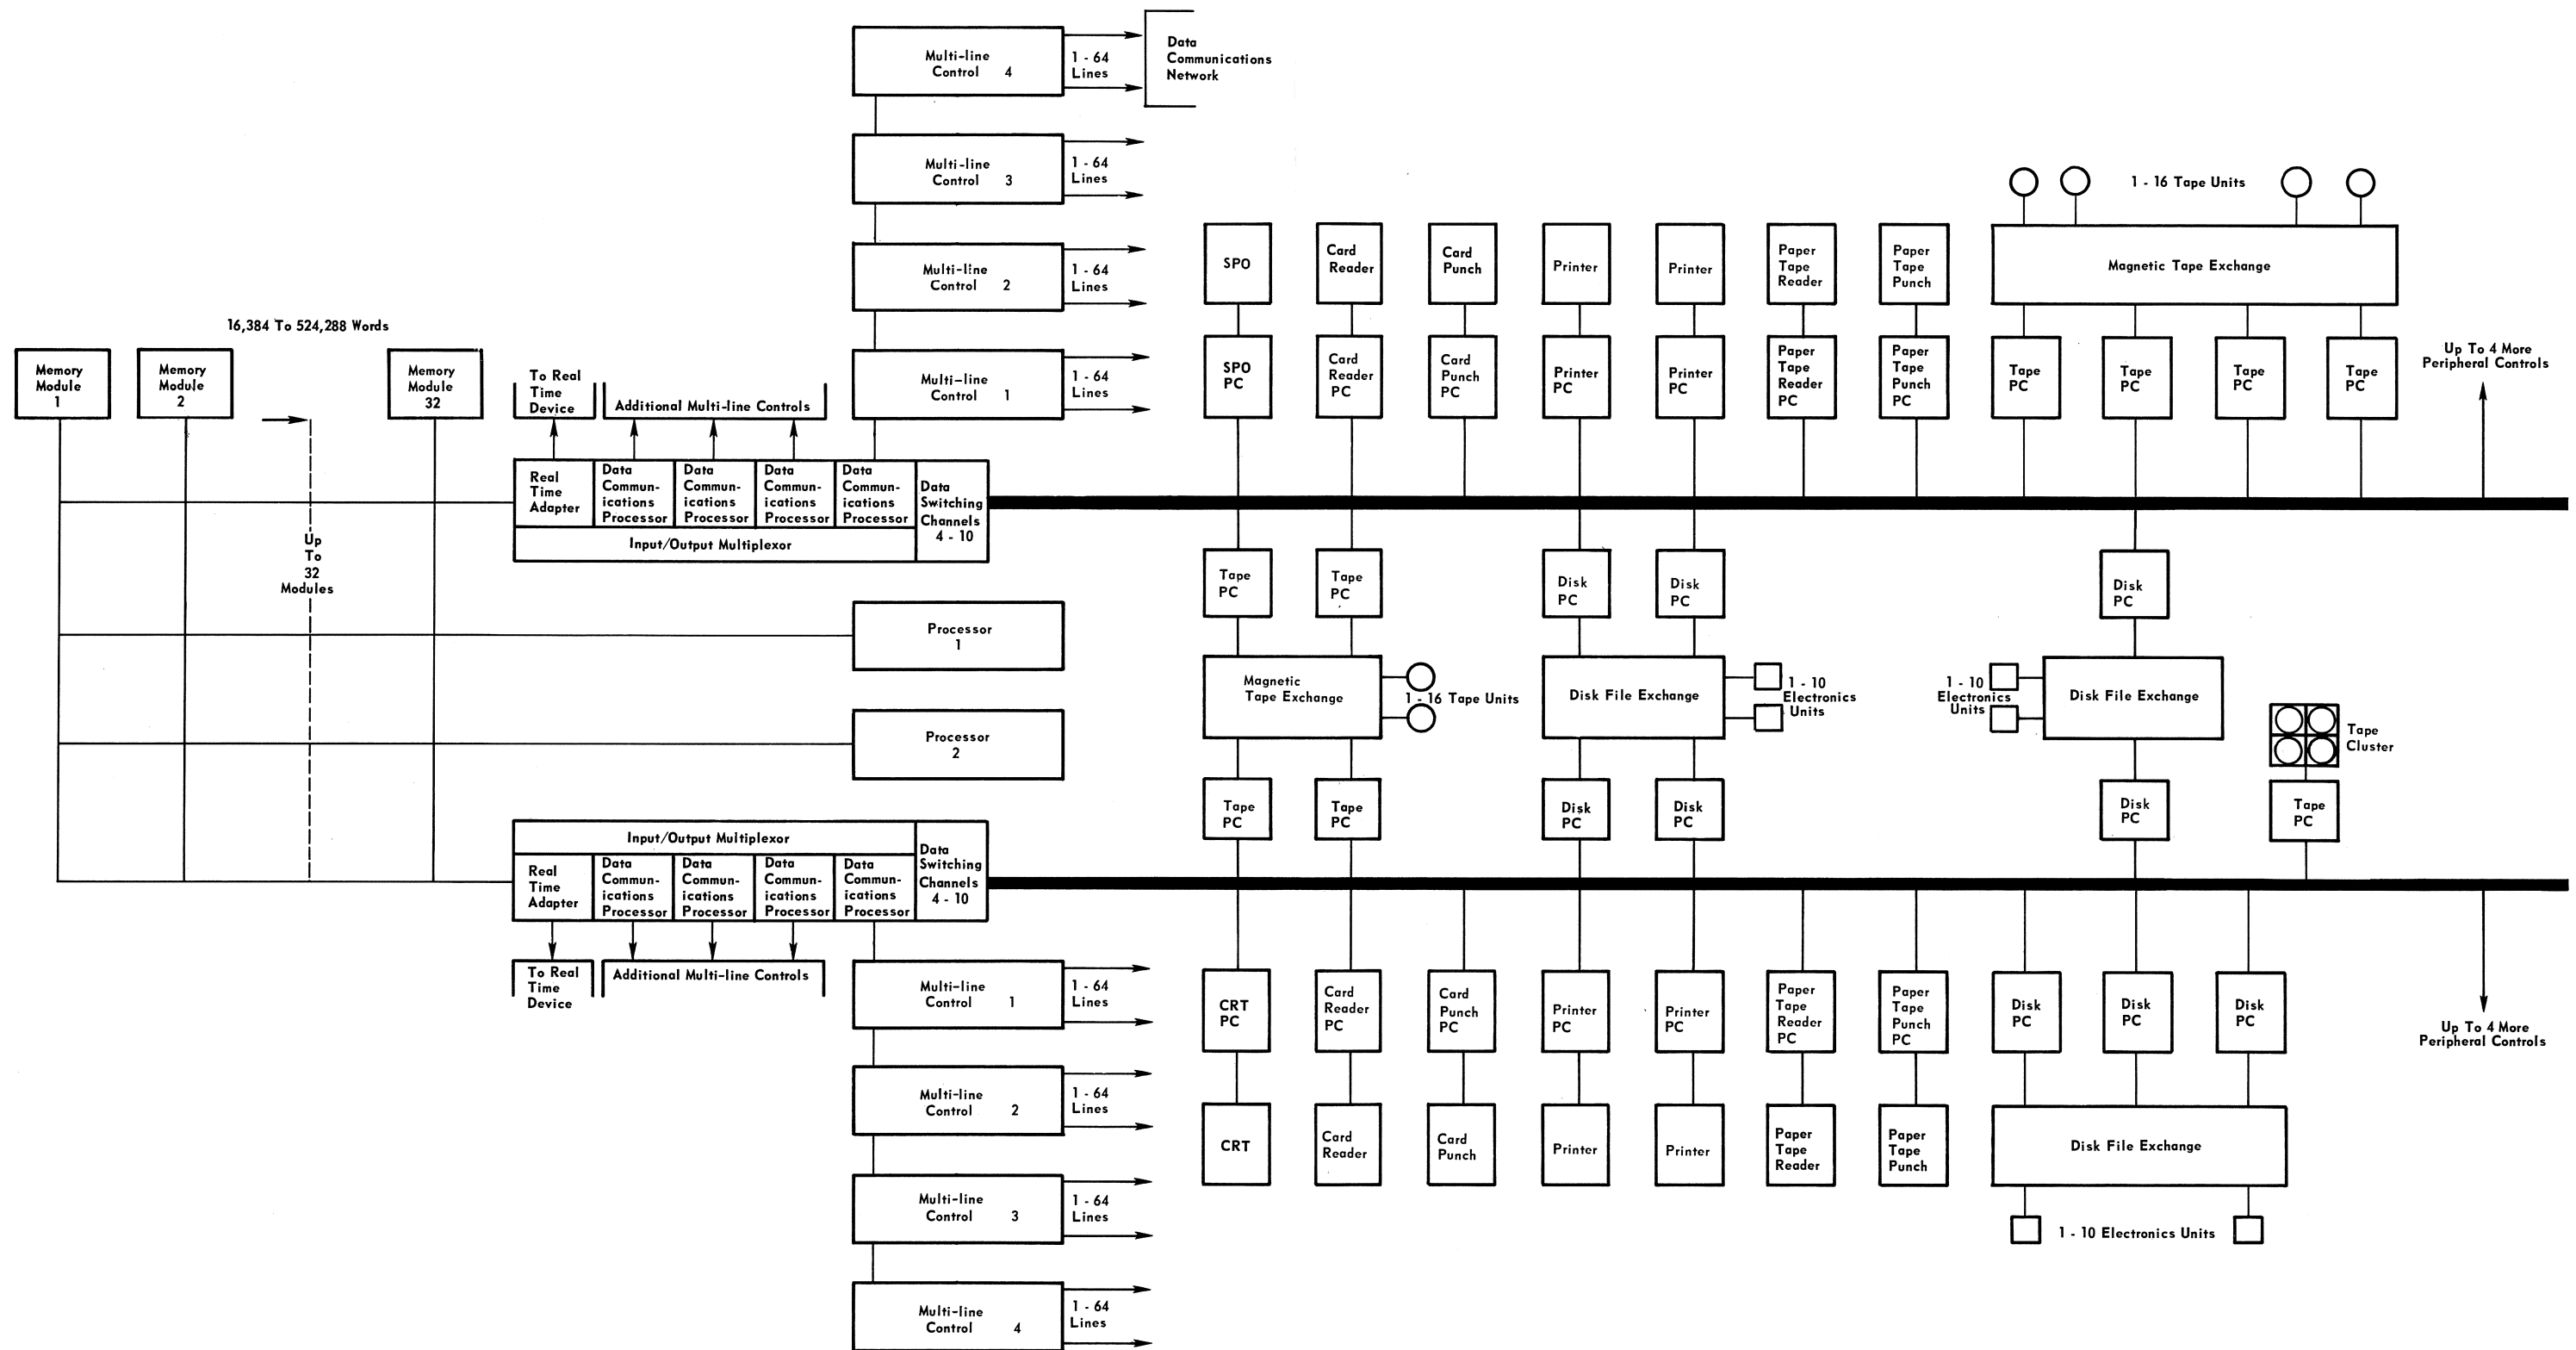 Multi-line
Control 4
1 - 64
Lines
Data
Communications
Network
Multi-line
Control 3
1 - 64
Lines
Multi-line
Control 2
1 - 64
Lines
Multi-line
Control 1
1 - 64
Lines
16,384 To 524,288 Words
Memory
Module
1
Memory
Module
2
Memory
Module
32
Up
To
32
Modules
To Real
Time
Device
Additional Multi-line Controls
Real
Time
Adapter
Data
Commun-
ications
Processor
Data
Commun-
ications
Processor
Data
Commun-
ications
Processor
Data
Commun-
ications
Processor
Data
Switching
Channels
4 - 10
Input/Output Multiplexor
Processor
1
Processor
2
Input/Output Multiplexor
Real
Time
Adapter
Data
Commun-
ications
Processor
Data
Commun-
ications
Processor
Data
Commun-
ications
Processor
Data
Commun-
ications
Processor
Data
Switching
Channels
4 - 10
To Real
Time
Device
Additional Multi-line Controls
Multi-line
Control 1
1 - 64
Lines
Multi-line
Control 2
1 - 64
Lines
Multi-line
Control 3
1 - 64
Lines
Multi-line
Control 4
1 - 64
Lines
1 - 16 Tape Units
SPO
Card
Reader
Card
Punch
Printer
Printer
Paper
Tape
Reader
Paper
Tape
Punch
Magnetic Tape Exchange
SPO
PC
Card
Reader
PC
Card
Punch
PC
Printer
PC
Printer
PC
Paper
Tape
Reader
PC
Paper
Tape
Punch
PC
Tape
PC
Tape
PC
Tape
PC
Tape
PC
Up To 4 More
Peripheral Controls
Tape
PC
Tape
PC
Disk
PC
Disk
PC
Disk
PC
Magnetic
Tape Exchange
1 - 16 Tape Units
Disk File Exchange
1 - 10
Electronics
Units
1 - 10
Electronics
Units
Disk File Exchange
Tape
Cluster
Tape
PC
Tape
PC
Disk
PC
Disk
PC
Disk
PC
Tape
PC
CRT
PC
Card
Reader
PC
Card
Punch
PC
Printer
PC
Printer
PC
Paper
Tape
Reader
PC
Paper
Tape
Punch
PC
Disk
PC
Disk
PC
Disk
PC
Up To 4 More
Peripheral Controls
CRT
Card
Reader
Card
Punch
Printer
Printer
Paper
Tape
Reader
Paper
Tape
Punch
Disk File Exchange
1 - 10 Electronics Units